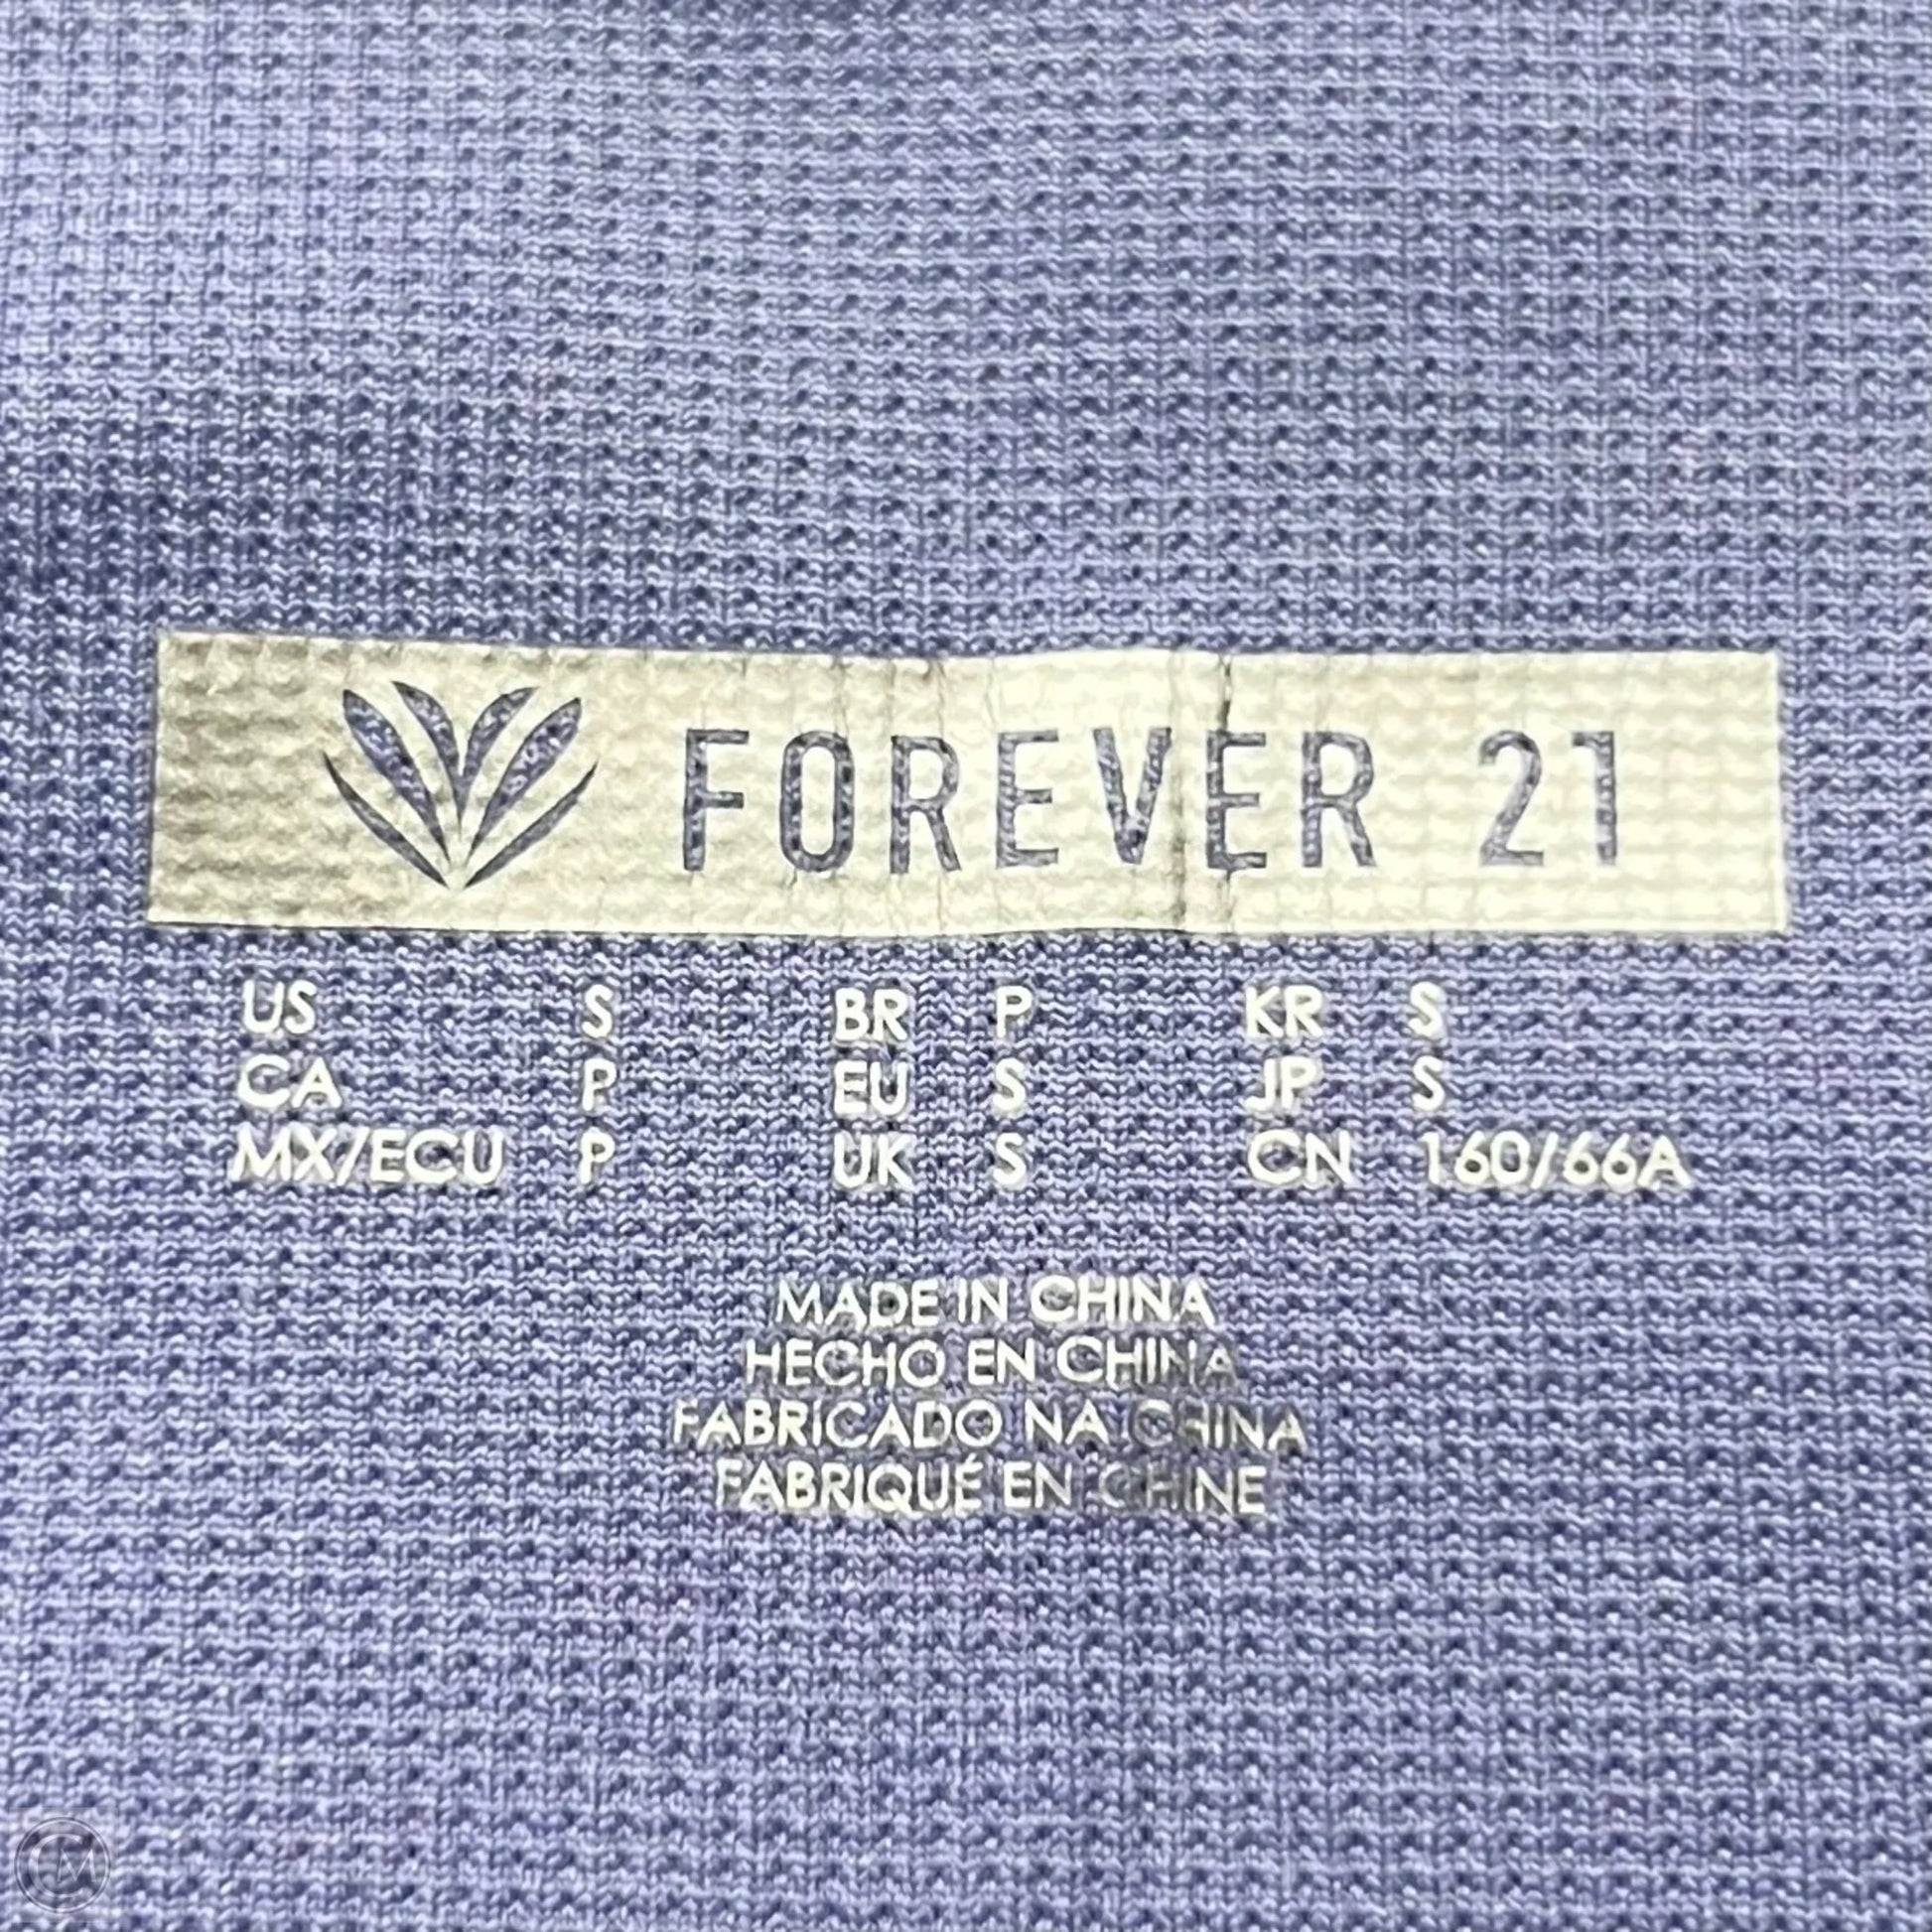 FOREVER 21
US S BR P KR S
CA P EU S JP S
MX/ECU P UK S CN 160/66A
MADE IN CHINA
HECHO EN CHINA
FABRICADO NA CHINA
FABRIQUÉ EN CHINE
CM